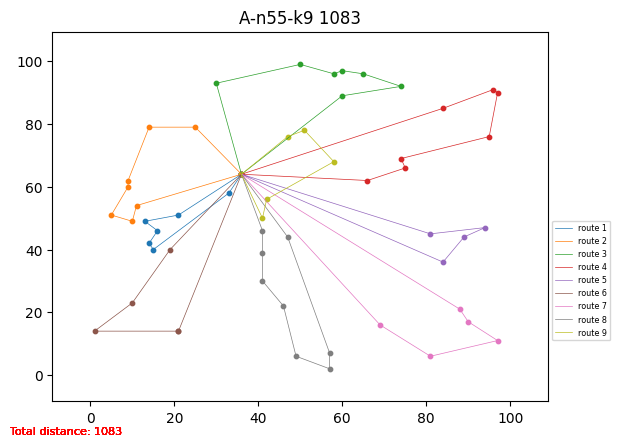 A-n55-k9 1083
100
80
60
40
20
0
0 20 40 60 80 100
route 1
route 2
route 3
route 4
route 5
route 6
route 7
route 8
route 9
Total distance: 1083